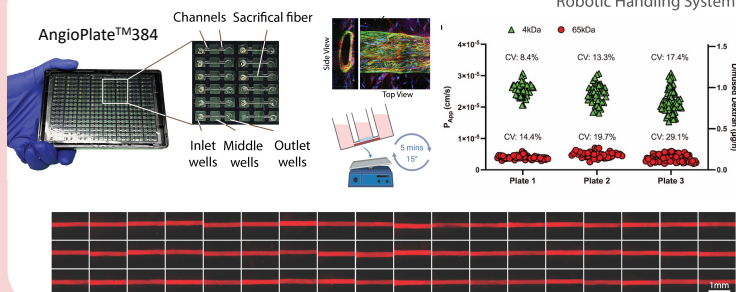 Robotic Handling System
AngioPlate™384
Channels
Sacrifical fiber
Inlet
wells
Middle
wells
Outlet
wells
Side View
Top View
5 mins
15°
4kDa
65kDa
P_App (cm/s)
4×10⁻⁵
3×10⁻⁵
2×10⁻⁵
1×10⁻⁵
0
CV: 8.4%
CV: 13.3%
CV: 17.4%
CV: 14.4%
CV: 19.7%
CV: 29.1%
Plate 1
Plate 2
Plate 3
1.5
1.0
0.5
0.0
Diffused Dextran (µg/h)
1mm